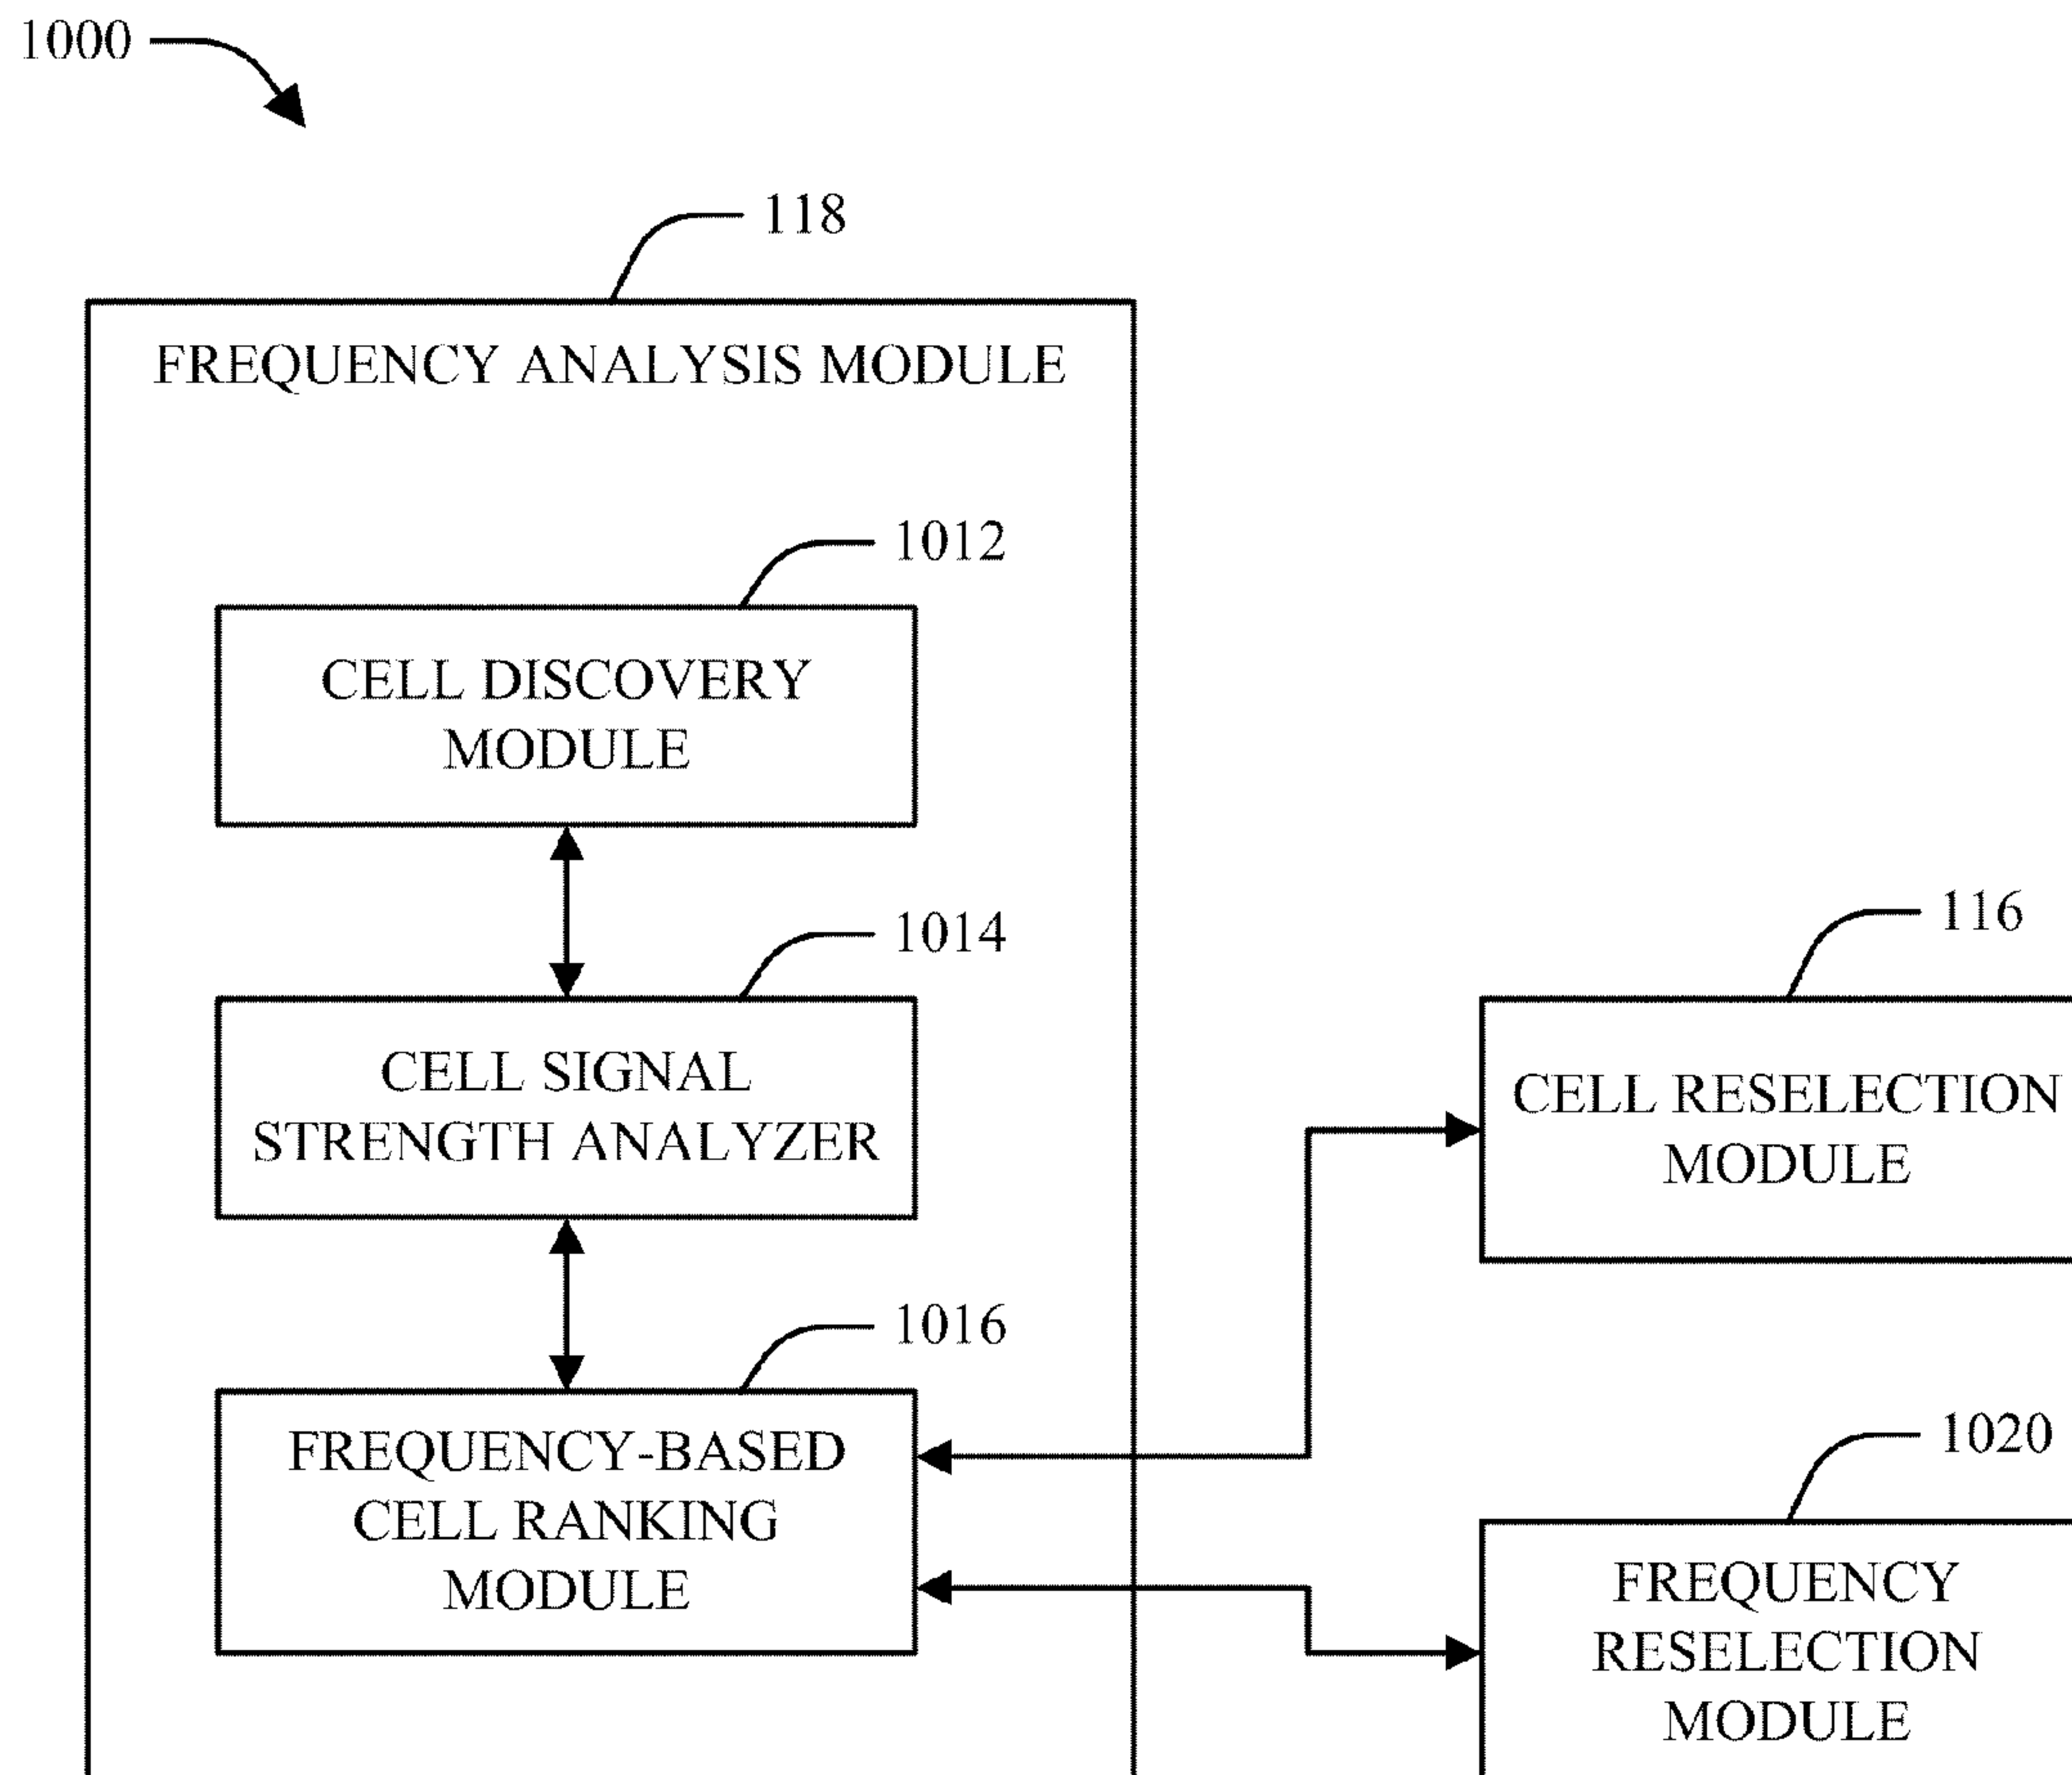 1000
118
FREQUENCY ANALYSIS MODULE
1012
CELL DISCOVERY
MODULE
1014
CELL SIGNAL
STRENGTH ANALYZER
1016
FREQUENCY-BASED
CELL RANKING
MODULE
116
CELL RESELECTION
MODULE
1020
FREQUENCY
RESELECTION
MODULE